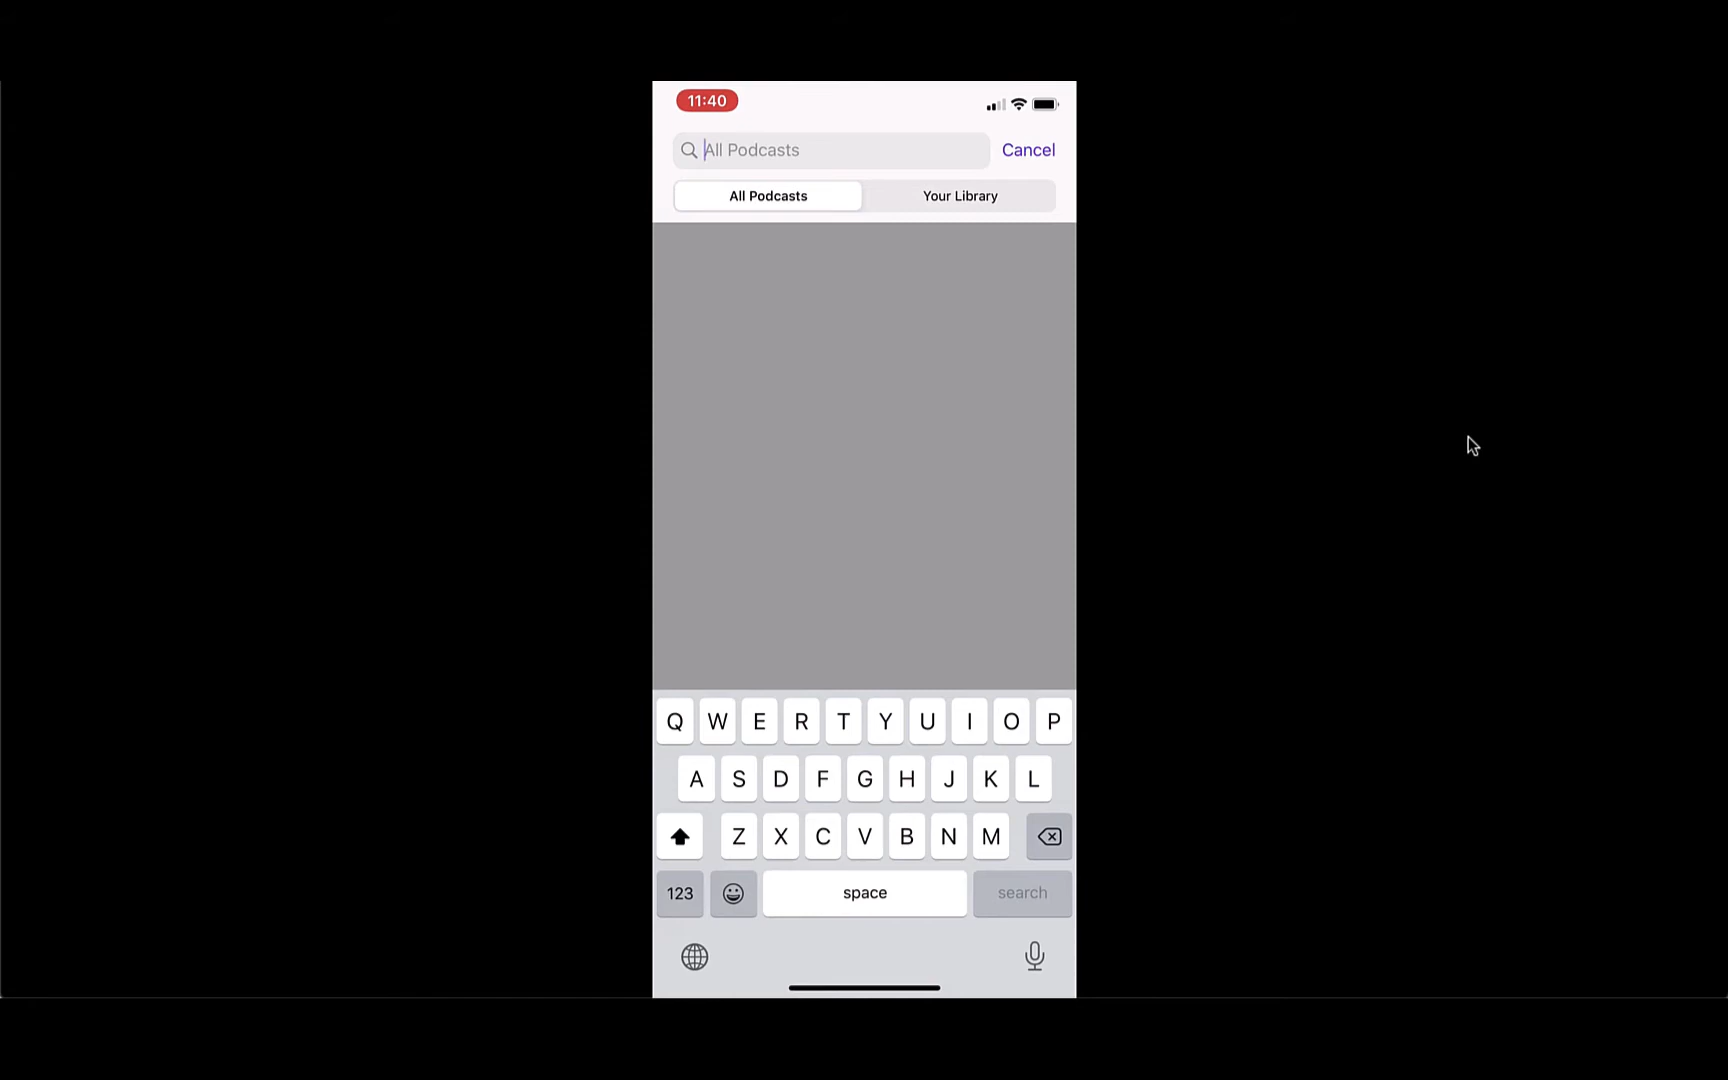 11:40
All Podcasts
Cancel
All Podcasts
Your Library
Q W E R T Y U I O P
A S D F G H J K L
Z X C V B N M
123
space
search